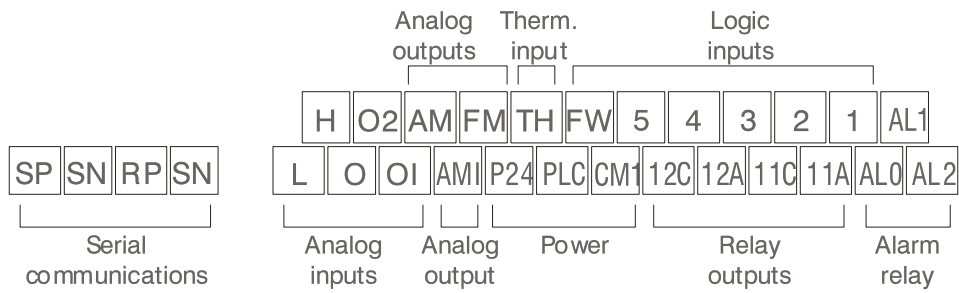 Analog outputs
Therm. input
Logic inputs
H O2 AM FM TH FW 5 4 3 2 1 AL1
SP SN RP SN L O OI AMI P24 PLC CM1 12C 12A 11C 11A AL0 AL2
Serial communications
Analog inputs
Analog output
Power
Relay outputs
Alarm relay